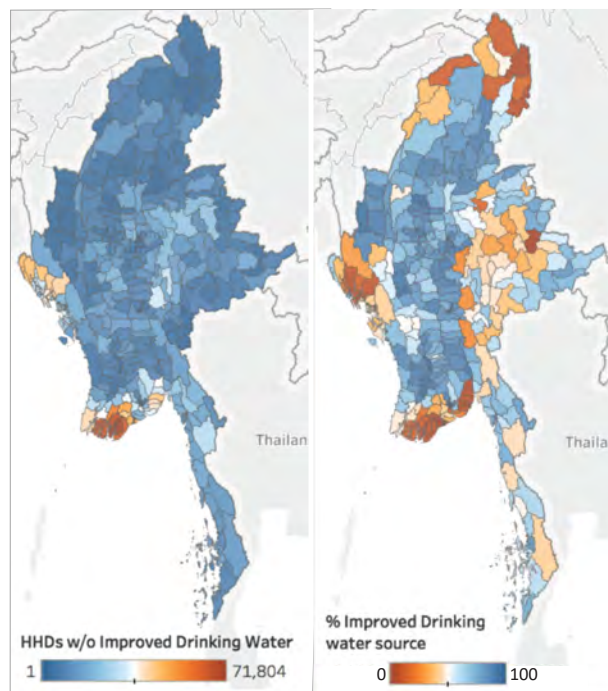 Thailan
HHDs w/o Improved Drinking Water
1 71,804
Thaila
% Improved Drinking
water source
0 100